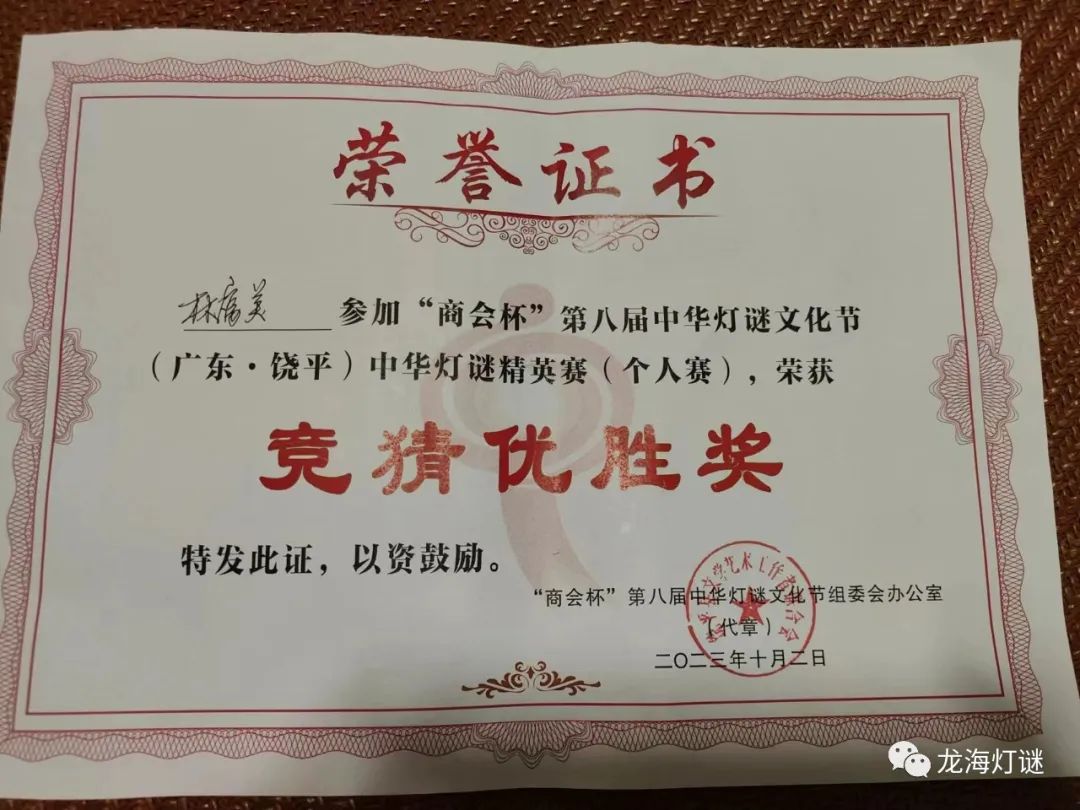 荣誉证书
参加“商会杯”第八届中华灯谜文化节
（广东·饶平）中华灯谜精英赛（个人赛），荣获
竞猜优胜奖
特发此证，以资鼓励。
“商会杯”第八届中华灯谜文化节组委会办公室
（代章）
二〇二三年十月二日
龙海灯谜